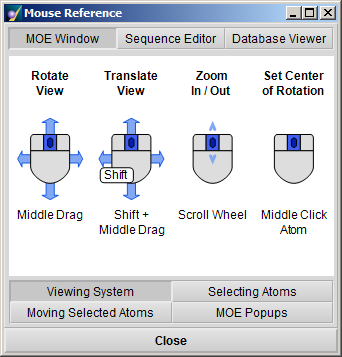 Mouse Reference
MOE Window Sequence Editor Database Viewer
Rotate Translate Zoom Set Center
View View In / Out of Rotation
Shift
Middle Drag Shift + Scroll Wheel Middle Click
Middle Drag Atom
Viewing System Selecting Atoms
Moving Selected Atoms MOE Popups
Close